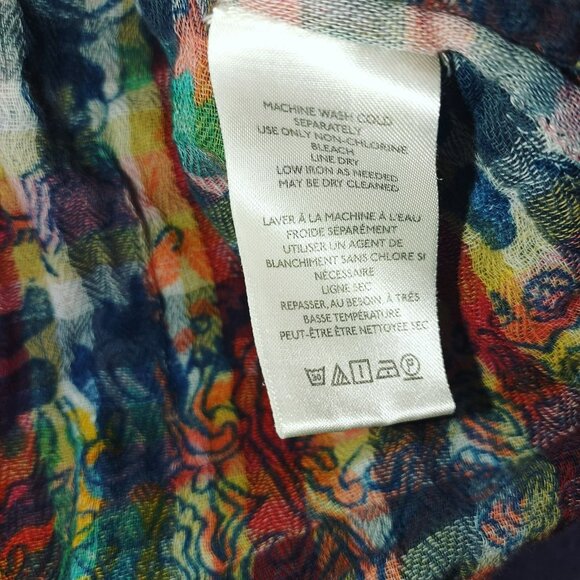 MACHINE WASH COLD
SEPARATELY
USE ONLY NON-CHLORINE
BLEACH
LINE DRY
LOW IRON AS NEEDED
MAY BE DRY CLEANED
LAVER À LA MACHINE À L'EAU
FROIDE SÉPARÉMENT
UTILISER UN AGENT DE
BLANCHIMENT SANS CHLORE SI
NÉCESSAIRE
LIGNE SEC
REPASSER, AU BESOIN, À TRÈS
BASSE TEMPÉRATURE
PEUT-ÊTRE ÊTRE NETTOYÉE SEC
30 P